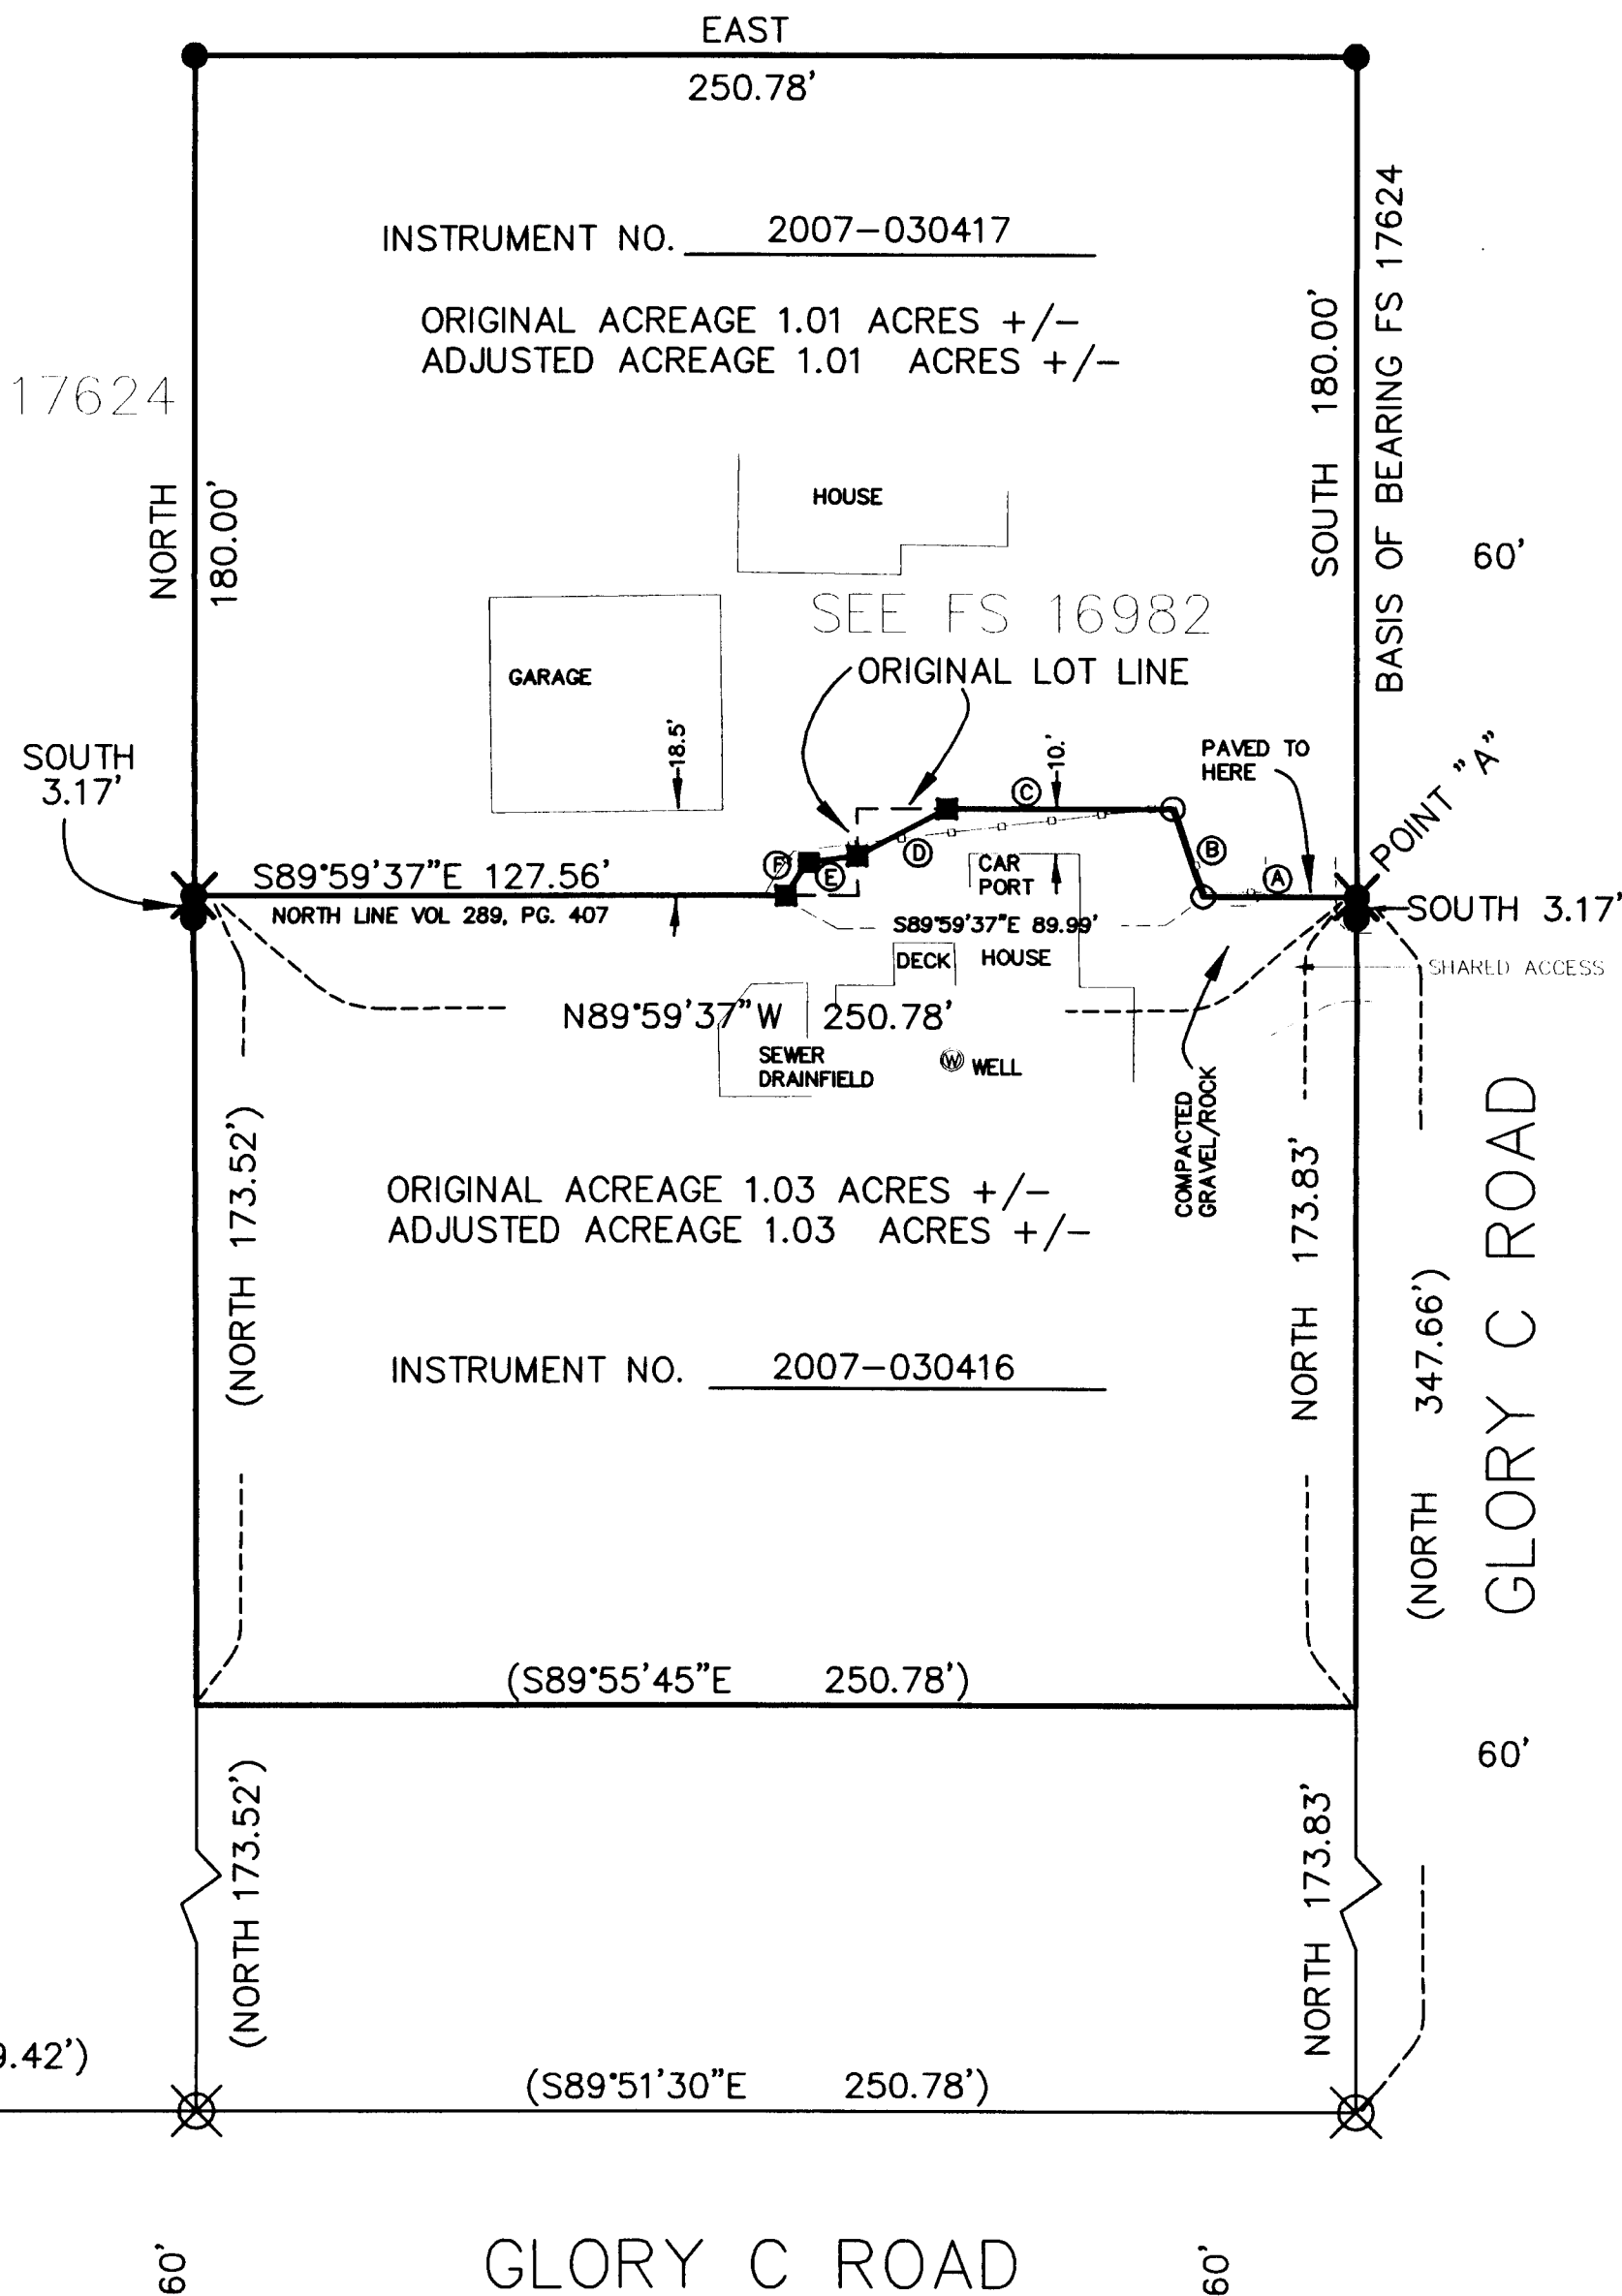 EAST
250.78'
INSTRUMENT NO. 2007-030417
ORIGINAL ACREAGE 1.01 ACRES +/-
ADJUSTED ACREAGE 1.01 ACRES +/-
17624
NORTH
180.00'
SOUTH 180.00'
BASIS OF BEARING FS 17624
60'
HOUSE
SEE FS 16982
ORIGINAL LOT LINE
GARAGE
18.5'
10.'
PAVED TO
HERE
POINT "A"
SOUTH
3.17'
C
B
A
D
E
F
CAR
PORT
S89°59'37"E 127.56'
NORTH LINE VOL 289, PG. 407
S89°59'37"E 89.99'
SOUTH 3.17'
DECK
HOUSE
SHARED ACCESS
N89°59'37"W 250.78'
SEWER
DRAINFIELD
W WELL
COMPACTED
GRAVEL/ROCK
(NORTH 173.52')
NORTH 173.83'
(NORTH 347.66')
GLORY C ROAD
ORIGINAL ACREAGE 1.03 ACRES +/-
ADJUSTED ACREAGE 1.03 ACRES +/-
INSTRUMENT NO. 2007-030416
(S89°55'45"E 250.78')
60'
(NORTH 173.52')
NORTH 173.83'
9.42')
(S89°51'30"E 250.78')
60'
GLORY C ROAD
60'